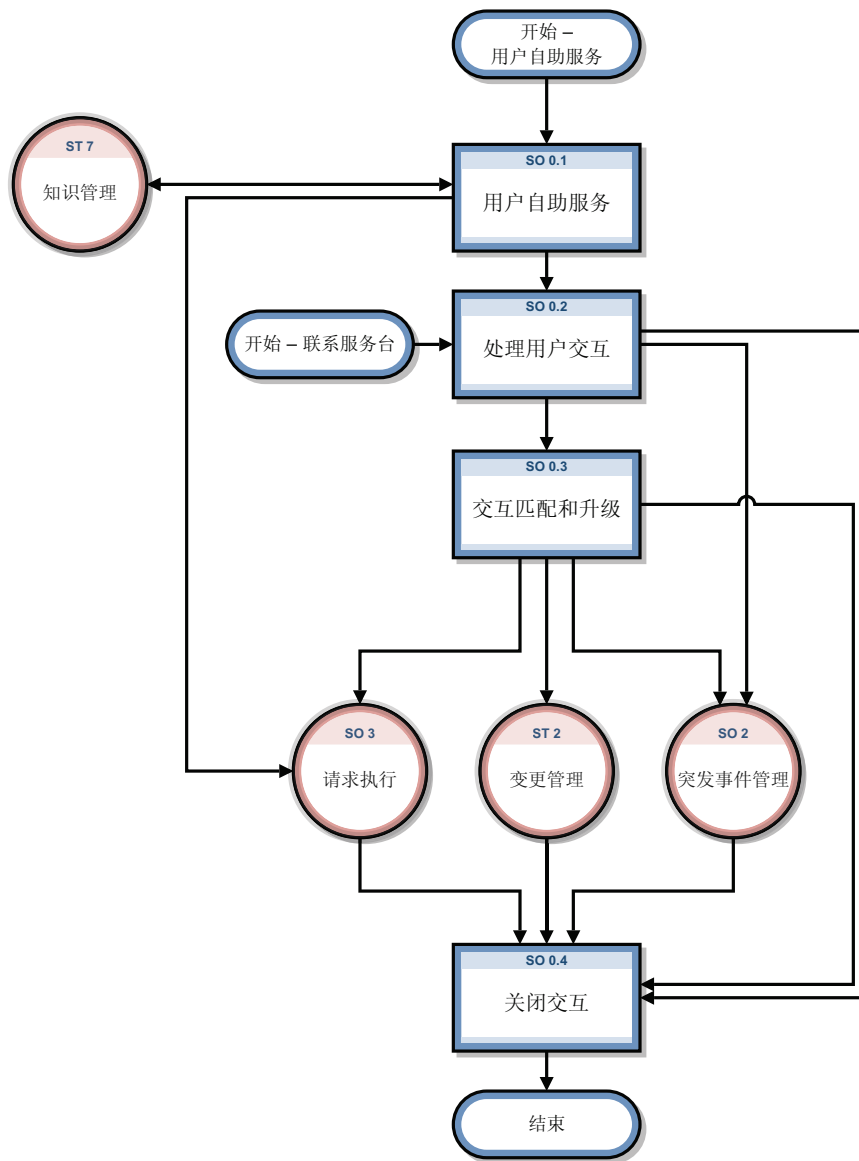 开始 –
用户自助服务
ST 7
知识管理
SO 0.1
用户自助服务
SO 0.2
处理用户交互
开始 – 联系服务台
SO 0.3
交互匹配和升级
SO 3
请求执行
ST 2
变更管理
SO 2
突发事件管理
SO 0.4
关闭交互
结束